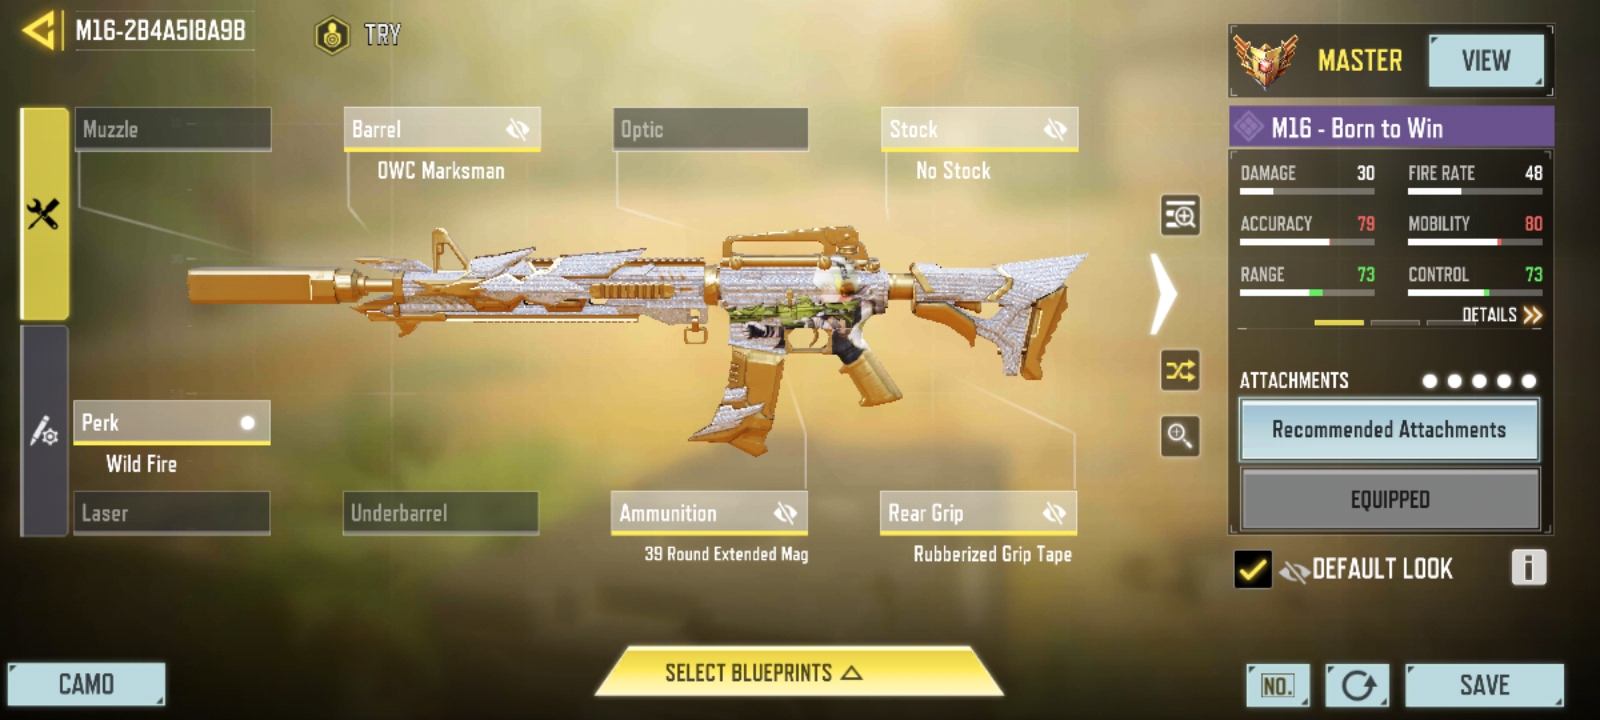 M16-2B4A5I8A9B
TRY
MASTER
VIEW
Muzzle
Barrel
OWC Marksman
Optic
Stock
No Stock
M16 - Born to Win
DAMAGE 30
FIRE RATE 48
ACCURACY 79
MOBILITY 80
RANGE 73
CONTROL 73
DETAILS
ATTACHMENTS
Recommended Attachments
EQUIPPED
DEFAULT LOOK
Perk
Wild Fire
Laser
Underbarrel
Ammunition
39 Round Extended Mag
Rear Grip
Rubberized Grip Tape
CAMO
SELECT BLUEPRINTS
NO.
SAVE